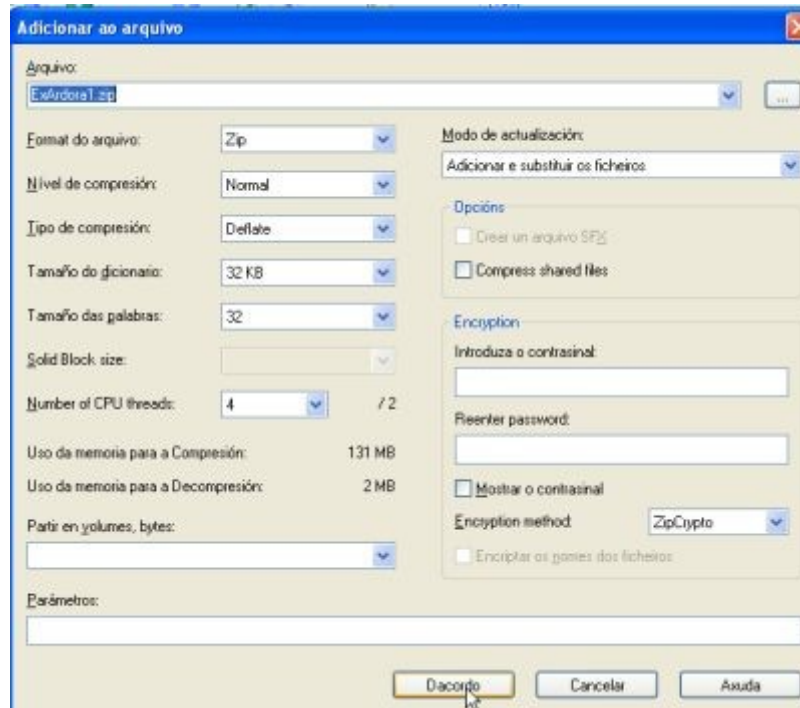 Adicionar ao arquivo
Arquivo:
ExArdora1.zip
...
Format do arquivo:
Zip
Nivel de compresión:
Normal
Tipo de compresión:
Deflate
Tamaño do dicionario:
32 KB
Tamaño das palabras:
32
Solid Block size:
Number of CPU threads:
4
/ 2
Uso da memoria para a Compresión:
131 MB
Uso da memoria para a Decompresión:
2 MB
Partir en volumes, bytes:
Modo de actualización:
Adicionar e substituir os ficheiros
Opcións
Crear un arquivo SFX
Compress shared files
Encryption
Introduza o contrasinal:
Reenter password:
Mostrar o contrasinal
Encryption method:
ZipCrypto
Encriptar os nomes dos ficheiros
Parámetros:
Dacordo
Cancelar
Axuda